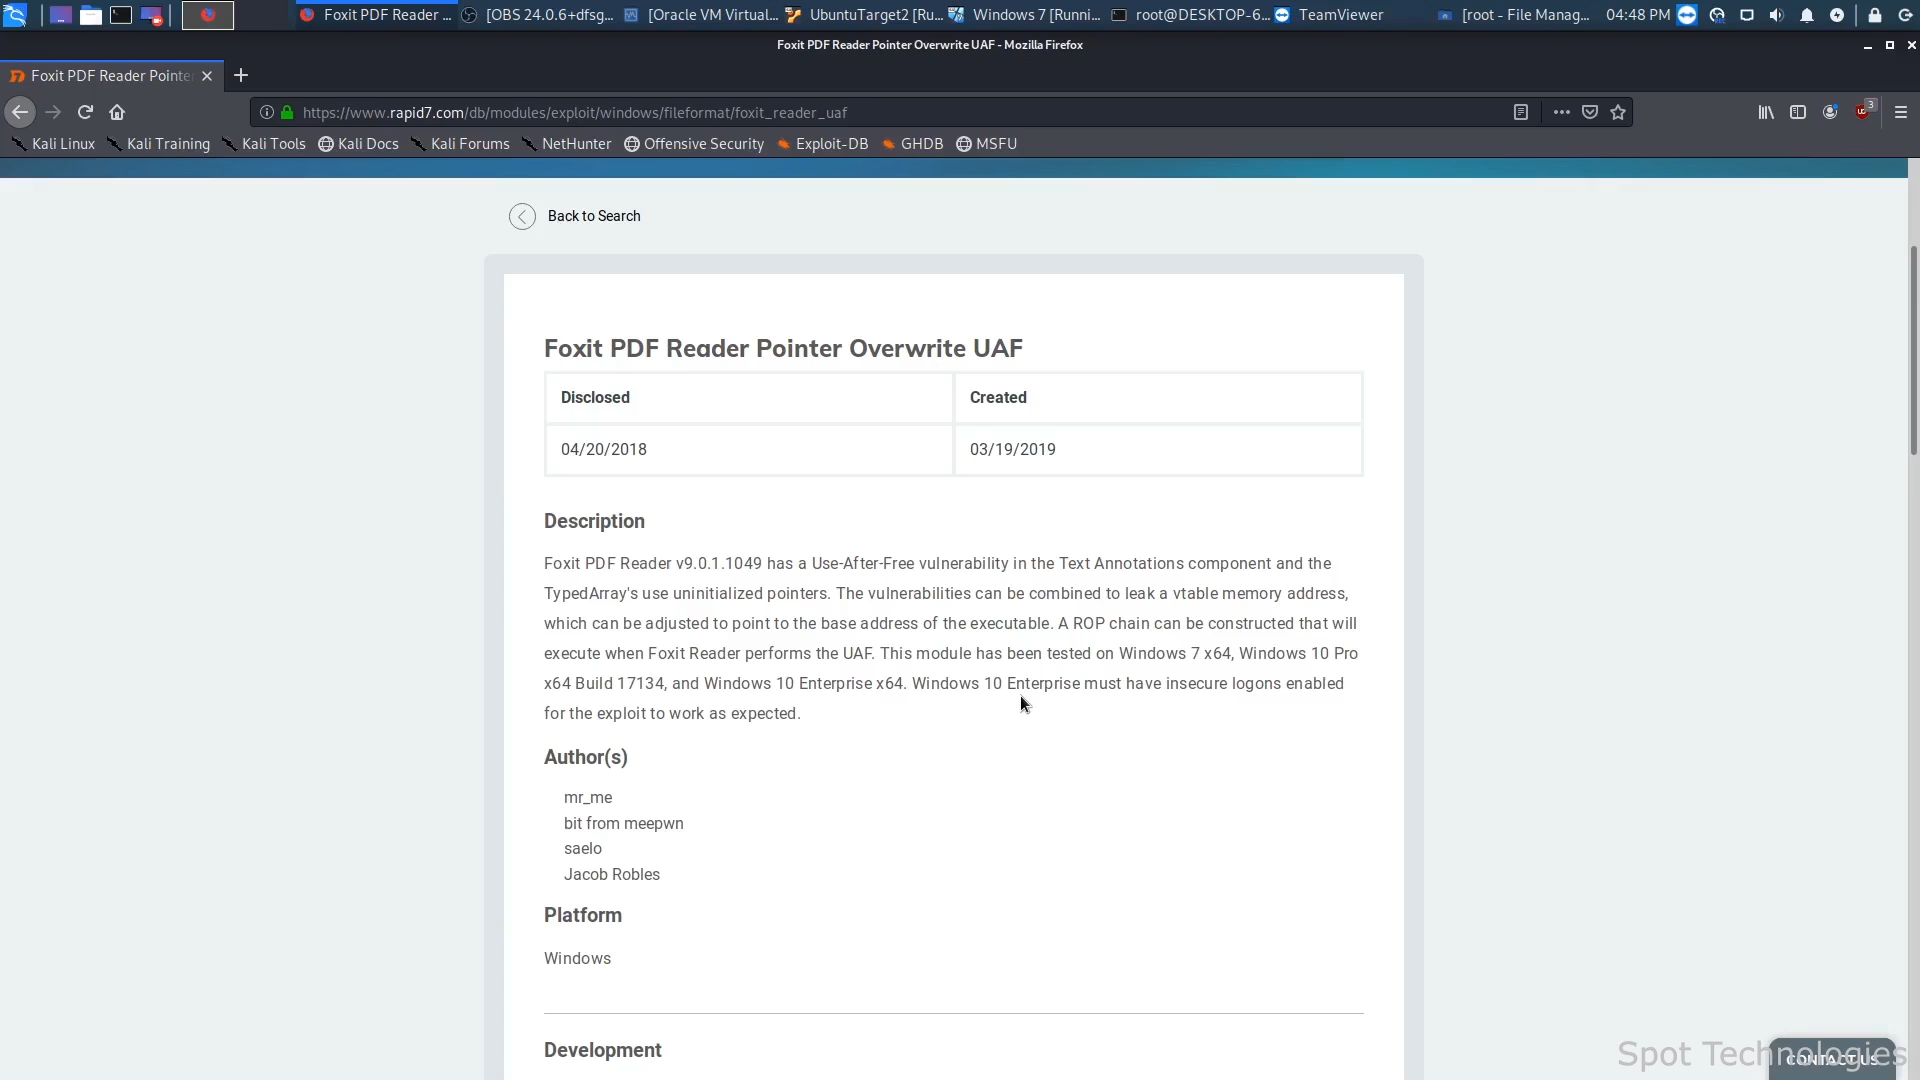 Foxit PDF Reader ...
[OBS 24.0.6+dfsg...
[Oracle VM Virtual...
UbuntuTarget2 [Ru...
Windows 7 [Runni...
root@DESKTOP-6...
TeamViewer
[root - File Manag...
04:48 PM
Foxit PDF Reader Pointer Overwrite UAF - Mozilla Firefox
Foxit PDF Reader Pointe
https://www.rapid7.com/db/modules/exploit/windows/fileformat/foxit_reader_uaf
3
Kali Linux Kali Training Kali Tools Kali Docs Kali Forums NetHunter Offensive Security Exploit-DB GHDB MSFU
Back to Search
Foxit PDF Reader Pointer Overwrite UAF
Disclosed Created
04/20/2018 03/19/2019
Description
Foxit PDF Reader v9.0.1.1049 has a Use-After-Free vulnerability in the Text Annotations component and the
TypedArray's use uninitialized pointers. The vulnerabilities can be combined to leak a vtable memory address,
which can be adjusted to point to the base address of the executable. A ROP chain can be constructed that will
execute when Foxit Reader performs the UAF. This module has been tested on Windows 7 x64, Windows 10 Pro
x64 Build 17134, and Windows 10 Enterprise x64. Windows 10 Enterprise must have insecure logons enabled
for the exploit to work as expected.
Author(s)
mr_me
bit from meepwn
saelo
Jacob Robles
Platform
Windows
Development
Spot Technologies
CONTACT US